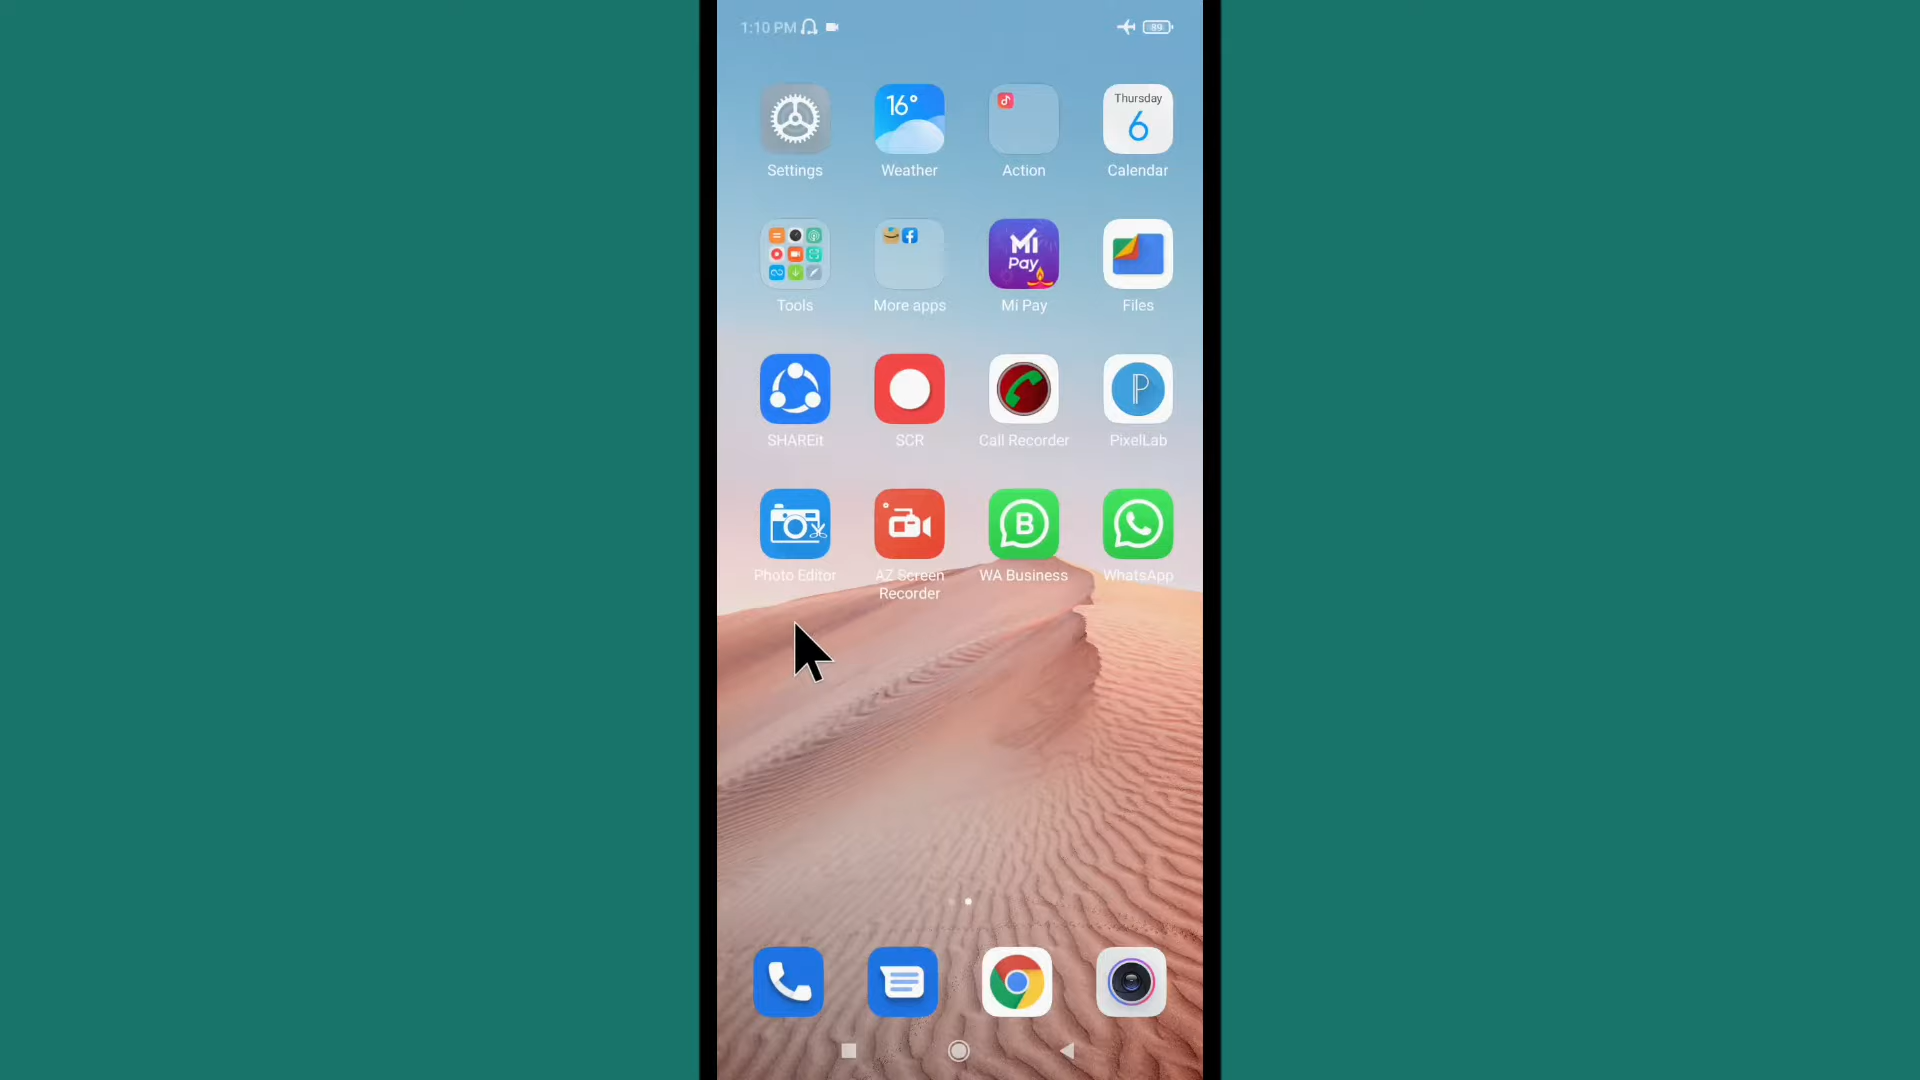 1:10 PM
89
16°
Thursday
6
Settings
Weather
Action
Calendar
Mi
Pay
Tools
More apps
Mi Pay
Files
P
SHAREit
SCR
Call Recorder
PixelLab
B
Photo Editor
AZ Screen
Recorder
WA Business
WhatsApp